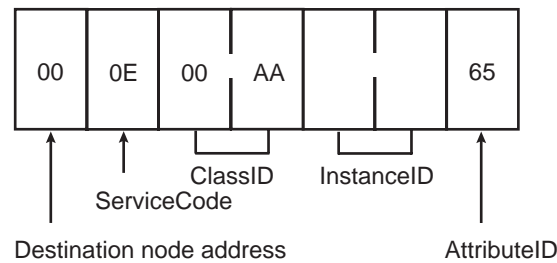 00 0E 00 AA 65
ClassID InstanceID
ServiceCode
Destination node address AttributeID